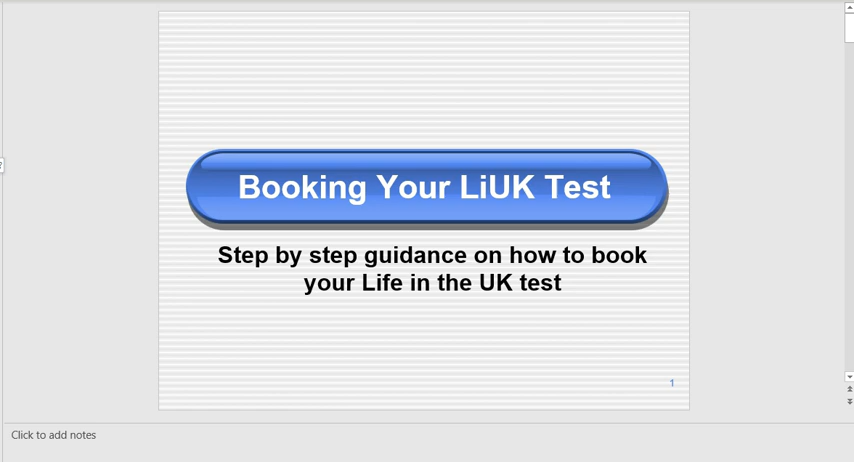 Booking Your LiUK Test
Step by step guidance on how to book
your Life in the UK test
1
Click to add notes